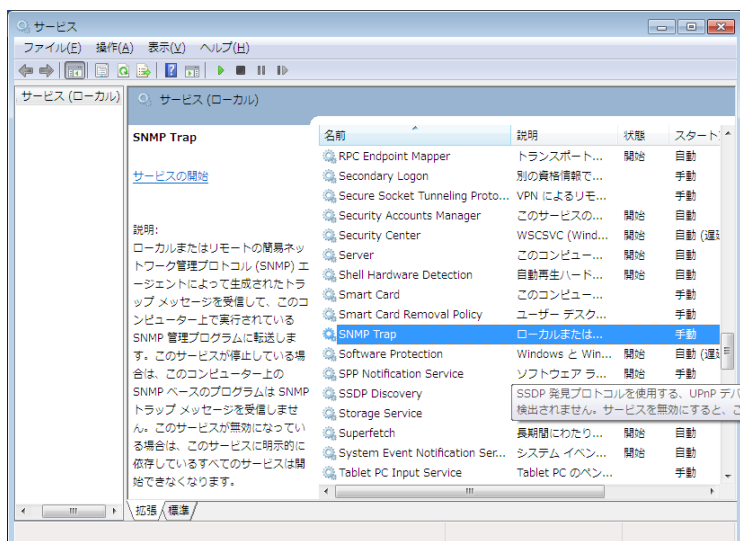 サービス
ファイル(F) 操作(A) 表示(V) ヘルプ(H)
サービス (ローカル)
サービス (ローカル)
SNMP Trap
サービスの開始
説明:
ローカルまたはリモートの簡易ネッ
トワーク管理プロトコル (SNMP) エ
ージェントによって生成されたトラ
ップ メッセージを受信して、このコ
ンピューター上で実行されている
SNMP 管理プログラムに転送しま
す。このサービスが停止している場
合は、このコンピューター上の
SNMP ベースのプログラムは SNMP
トラップ メッセージを受信しませ
ん。このサービスが無効になってい
る場合は、このサービスに明示的に
依存しているすべてのサービスは開
始できなくなります。
名前 説明 状態 スタート
RPC Endpoint Mapper トランスポート... 開始 自動
Secondary Logon 別の資格情報で... 手動
Secure Socket Tunneling Proto... VPN によるリモ... 手動
Security Accounts Manager このサービスの... 開始 自動
Security Center WSCSVC (Wind... 開始 自動 (遅
Server このコンピュー... 開始 自動
Shell Hardware Detection 自動再生ハード... 開始 自動
Smart Card このコンピュー... 手動
Smart Card Removal Policy ユーザー デスク... 手動
SNMP Trap ローカルまたは... 手動
Software Protection Windows と Win... 開始 自動 (遅
SPP Notification Service ソフトウェア ラ... 開始 手動
SSDP Discovery SSDP 発見プロトコルを使用する、UPnP デバ
Storage Service 検出されません。サービスを無効にすると、こ
Superfetch 長期間にわたり... 開始 自動
System Event Notification Ser... システム イベン... 開始 自動
Tablet PC Input Service Tablet PC のペン... 手動
拡張 標準